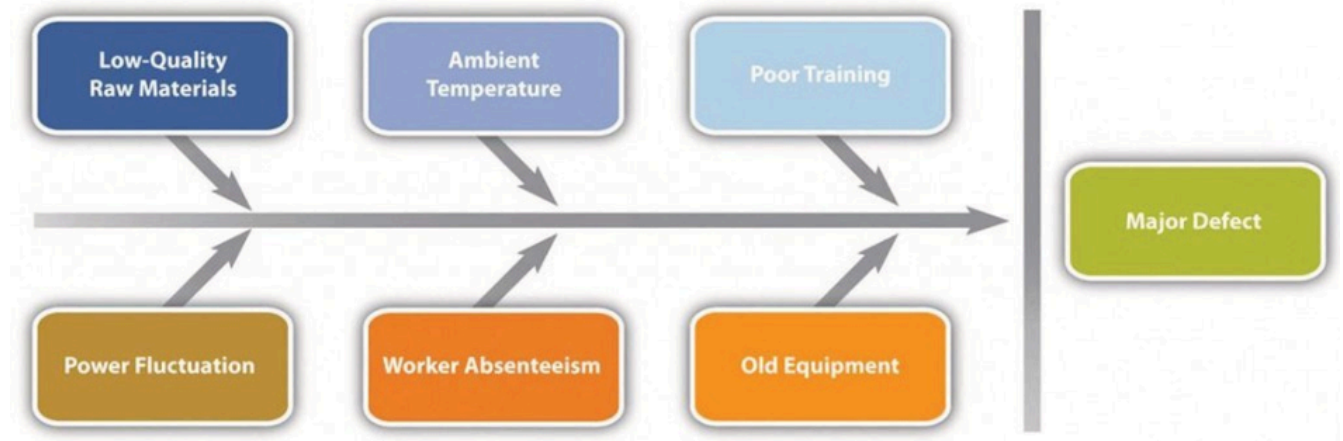 Low-Quality
Raw Materials
Ambient
Temperature
Poor Training
Major Defect
Power Fluctuation
Worker Absenteeism
Old Equipment